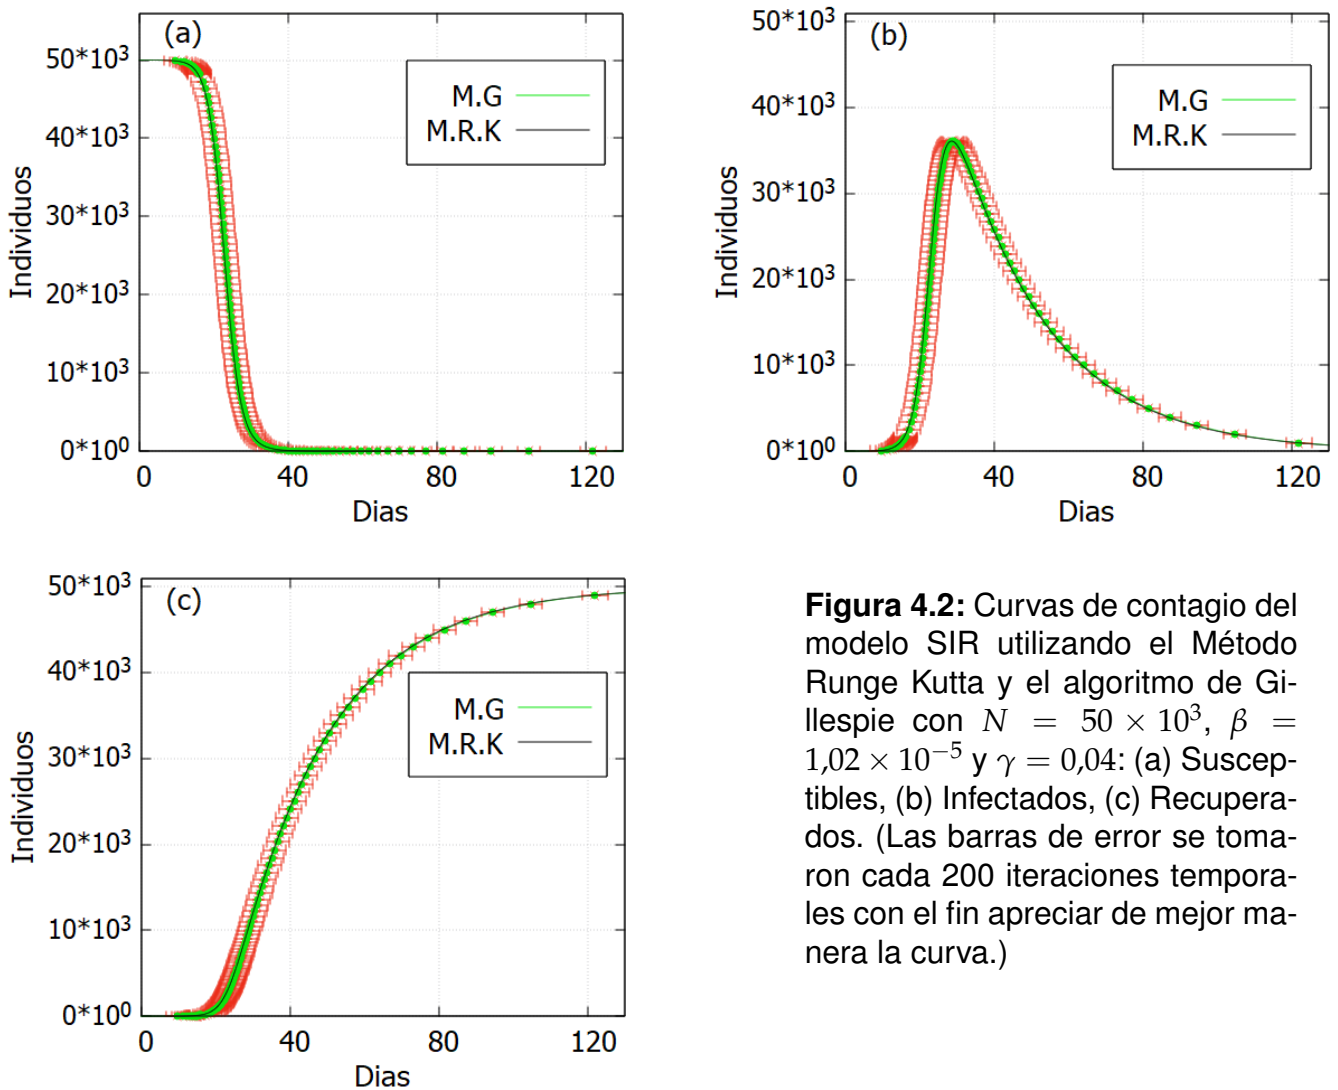 (a)
50*10³
40*10³
30*10³
20*10³
10*10³
0*10⁰
Individuos
M.G
M.R.K
0 40 80 120
Dias
(b)
50*10³
40*10³
30*10³
20*10³
10*10³
0*10⁰
Individuos
M.G
M.R.K
0 40 80 120
Dias
(c)
50*10³
40*10³
30*10³
20*10³
10*10³
0*10⁰
Individuos
M.G
M.R.K
0 40 80 120
Dias
Figura 4.2: Curvas de contagio del
modelo SIR utilizando el Método
Runge Kutta y el algoritmo de Gi-
llespie con N = 50 × 10³, β =
1,02 × 10⁻⁵ y γ = 0,04: (a) Suscep-
tibles, (b) Infectados, (c) Recupera-
dos. (Las barras de error se toma-
ron cada 200 iteraciones tempora-
les con el fin apreciar de mejor ma-
nera la curva.)